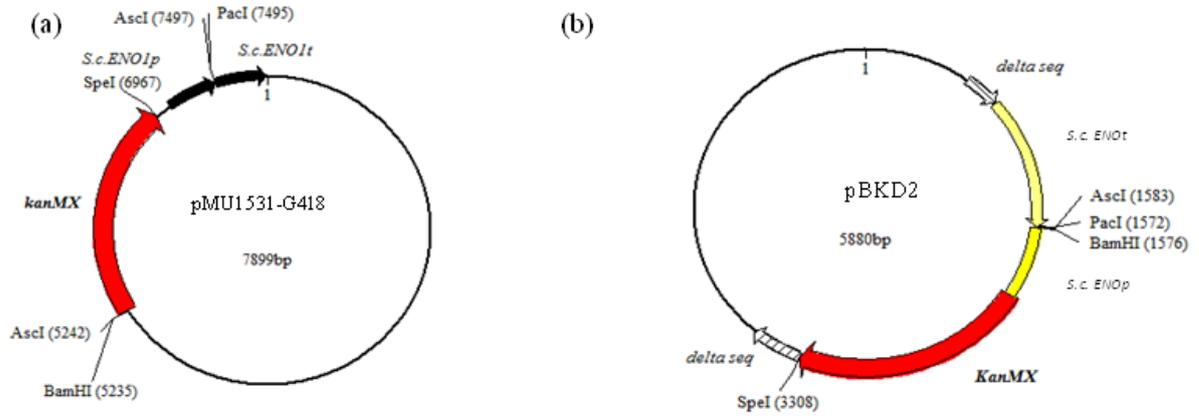 (a)
AscI (7497)
PacI (7495)
S.c.ENO1p
S.c.ENO1t
SpeI (6967)
1
kanMX
pMU1531-G418
7899bp
AscI (5242)
BamHI (5235)
(b)
1
delta seq
S.c. ENOt
pBKD2
5880bp
AscI (1583)
PacI (1572)
BamHI (1576)
S.c. ENOp
delta seq
KanMX
SpeI (3308)